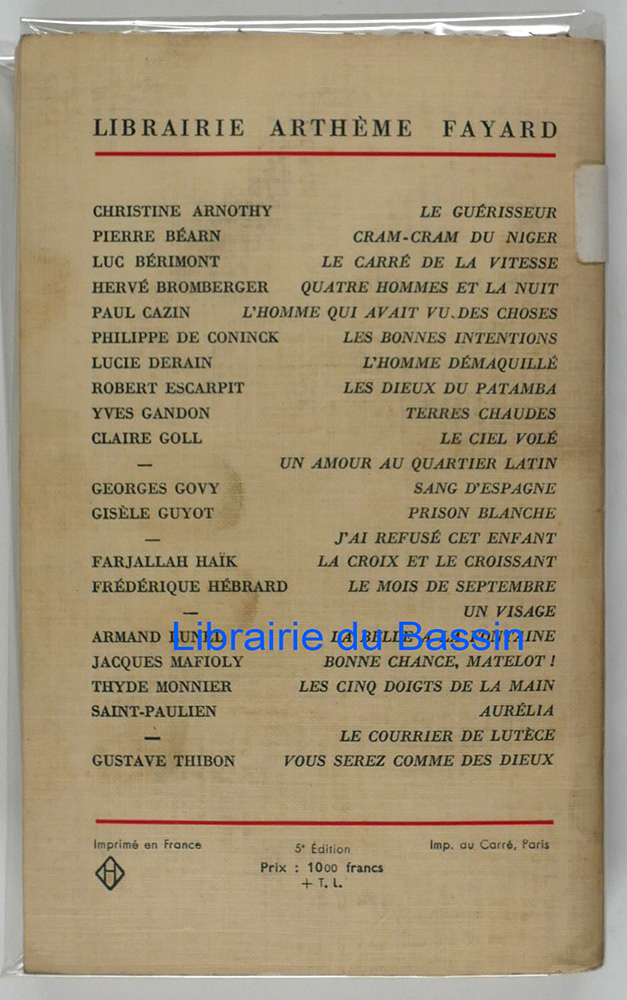 LIBRAIRIE ARTHÈME FAYARD
CHRISTINE ARNOTHY LE GUÉRISSEUR
PIERRE BÉARN CRAM-CRAM DU NIGER
LUC BÉRIMONT LE CARRÉ DE LA VITESSE
HERVÉ BROMBERGER QUATRE HOMMES ET LA NUIT
PAUL CAZIN L'HOMME QUI AVAIT VU DES CHOSES
PHILIPPE DE CONINCK LES BONNES INTENTIONS
LUCIE DERAIN L'HOMME DÉMAQUILLÉ
ROBERT ESCARPIT LES DIEUX DU PATAMBA
YVES GANDON TERRES CHAUDES
CLAIRE GOLL LE CIEL VOLÉ
— UN AMOUR AU QUARTIER LATIN
GEORGES GOVY SANG D'ESPAGNE
GISÈLE GUYOT PRISON BLANCHE
— J'AI REFUSÉ CET ENFANT
FARJALLAH HAÏK LA CROIX ET LE CROISSANT
FRÉDÉRIQUE HÉBRARD LE MOIS DE SEPTEMBRE
— UN VISAGE
ARMAND LUNEL LA BELLE A LA FONTAINE
Librairie du Bassin
JACQUES MAFIOLY BONNE CHANCE, MATELOT !
THYDE MONNIER LES CINQ DOIGTS DE LA MAIN
SAINT-PAULIEN AURÉLIA
— LE COURRIER DE LUTÈCE
GUSTAVE THIBON VOUS SEREZ COMME DES DIEUX
Imprimé en France 5e Édition Imp. du Carré, Paris
H Prix : 1000 francs
+ T. L.